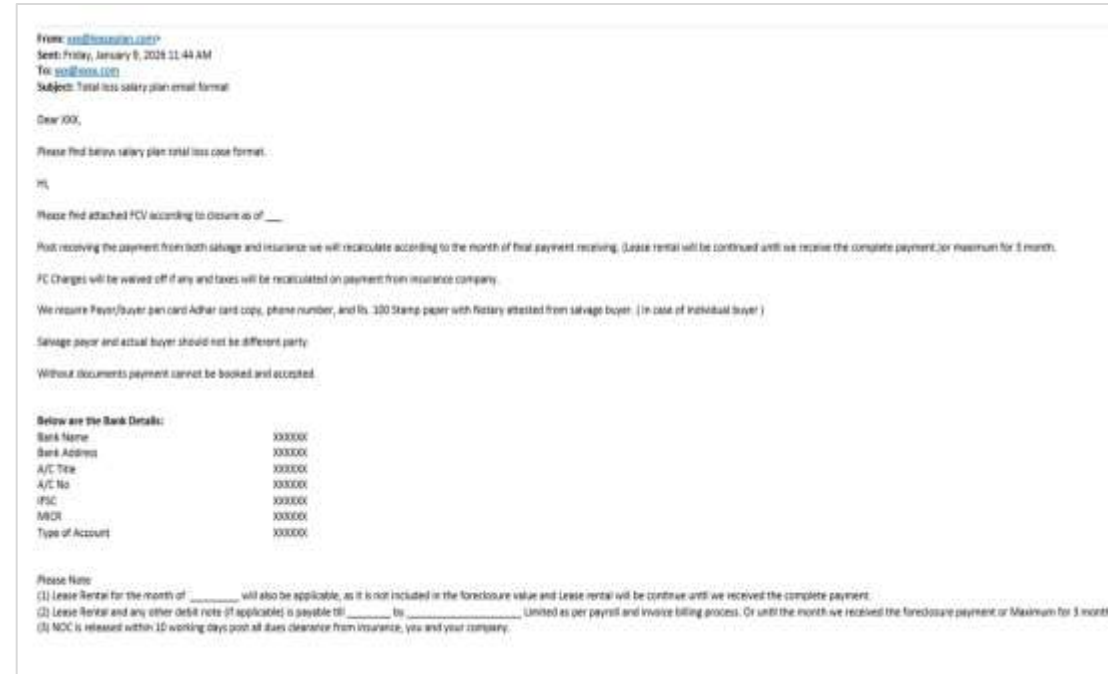 From: xxx@leaseplan.com>
Sent: Friday, January 9, 2026 11:44 AM
To: xxx@xxxx.com
Subject: Total loss salary plan email format
Dear XXX,
Please find below salary plan total loss case format.
Hi,
Please find attached FCV according to closure as of ___
Post receiving the payment from both salvage and insurance we will recalculate according to the month of final payment receiving. (Lease rental will be continued until we receive the complete payment.)or maximum for 3 month.
FC Charges will be waived off if any and taxes will be recalculated on payment from insurance company.
We require Payor/buyer pan card Adhar card copy, phone number, and Rs. 100 Stamp paper with Notary attested from salvage buyer. ( In case of individual buyer )
Salvage payor and actual buyer should not be different party.
Without documents payment cannot be booked and accepted.
Below are the Bank Details:
Bank Name XXXXXX
Bank Address XXXXXX
A/C Title XXXXXX
A/C No XXXXXX
IFSC XXXXXX
MICR XXXXXX
Type of Account XXXXXX
Please Note
(1) Lease Rental for the month of _________ will also be applicable, as it is not included in the foreclosure value and Lease rental will be continue until we received the complete payment.
(2) Lease Rental and any other debit note (if applicable) is payable till ________ by ________________ Limited as per payroll and invoice billing process. Or until the month we received the foreclosure payment or Maximum for 3 month
(3) NOC is released within 10 working days post all dues clearance from insurance, you and your company.